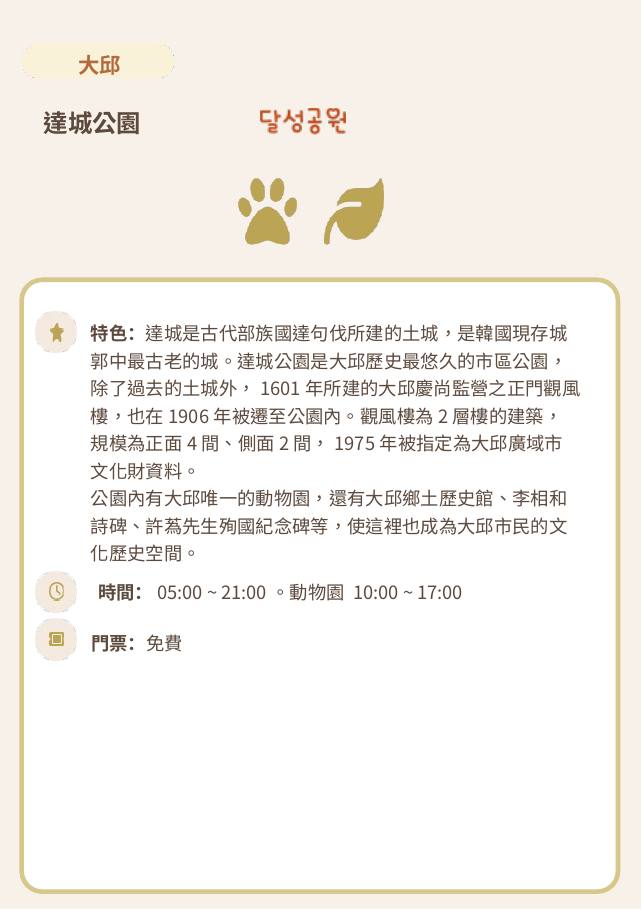 大邱
達城公園
달성공원
特色：達城是古代部族國達句伐所建的土城，是韓國現存城
郭中最古老的城。達城公園是大邱歷史最悠久的市區公園，
除了過去的土城外， 1601 年所建的大邱慶尚監營之正門觀風
樓，也在 1906 年被遷至公園內。觀風樓為 2 層樓的建築，
規模為正面 4 間、側面 2 間， 1975 年被指定為大邱廣域市
文化財資料。
公園內有大邱唯一的動物園，還有大邱鄉土歷史館、李相和
詩碑、許蒍先生殉國紀念碑等，使這裡也成為大邱市民的文
化歷史空間。
時間： 05:00 ~ 21:00 。動物園 10:00 ~ 17:00
門票：免費